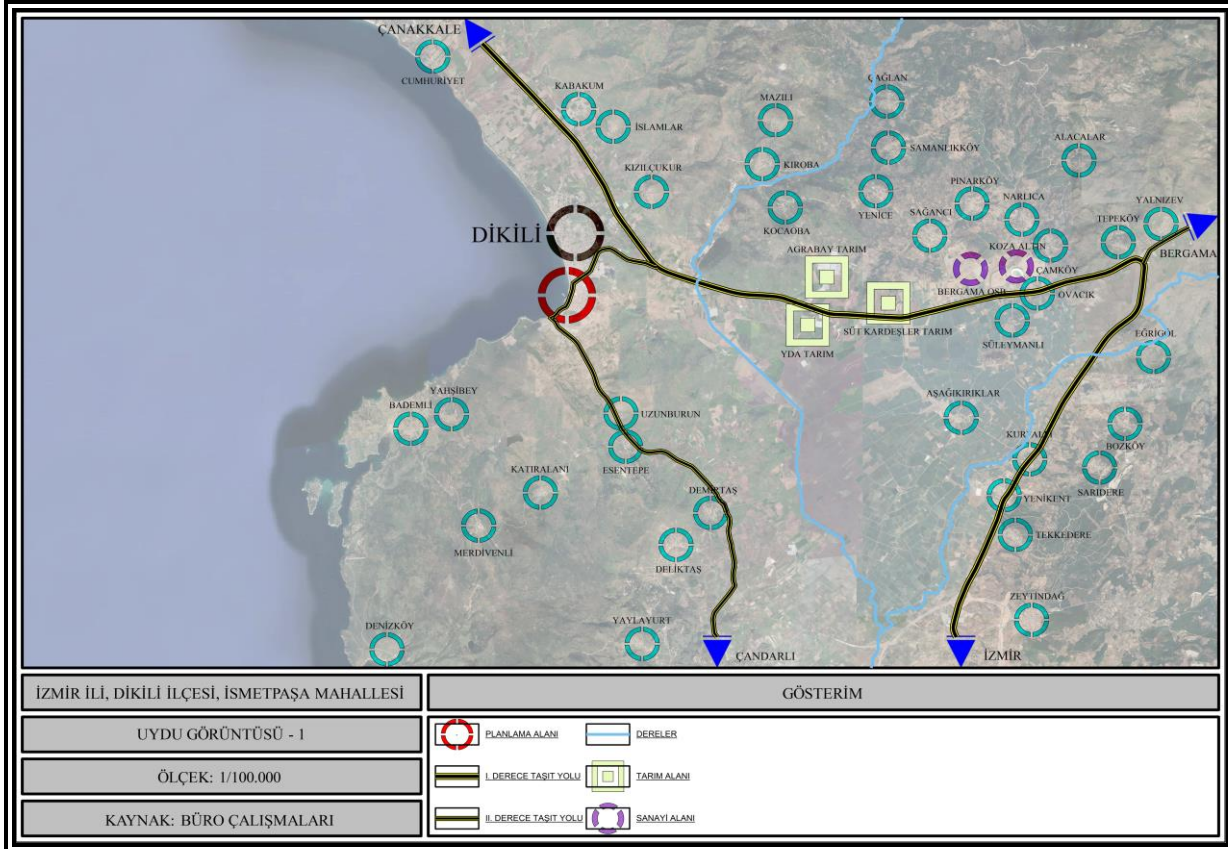 ÇANAKKALE
CUMHURİYET
KABAKUM
İSLAMLAR
MAZILI
ÇAĞLAN
SAMANLIKKÖY
ALACALAR
KIZILÇUKUR
KIROBA
KOCAOBA
YENİCE
PINARKÖY
SAĞANCI
NARLICA
TEPEKÖY
YALNIZEV
BERGAMA
DİKİLİ
AGRABAY TARIM
KOZA ALTIN
ÇAMKÖY
BERGAMA OSB
OVACIK
SÜT KARDEŞLER TARIM
YDA TARIM
SÜLEYMANLI
EĞRİGÖL
BADEMLİ
YAHŞİBEY
UZUNBURUN
ESENTEPE
AŞAĞIKIRIKLAR
BOZKÖY
SARIDERE
KATIRALANI
DEMİRTAŞ
YENİKENT
MERDİVENLİ
DELİKTAŞ
TEKKEDERE
ZEYTİNDAĞ
DENİZKÖY
YAYLAYURT
ÇANDARLI
İZMİR
İZMİR İLİ, DİKİLİ İLÇESİ, İSMETPAŞA MAHALLESİ
UYDU GÖRÜNTÜSÜ - 1
ÖLÇEK: 1/100.000
KAYNAK: BÜRO ÇALIŞMALARI
GÖSTERİM
PLANLAMA ALANI
DERELER
I. DERECE TAŞIT YOLU
TARIM ALANI
II. DERECE TAŞIT YOLU
SANAYİ ALANI